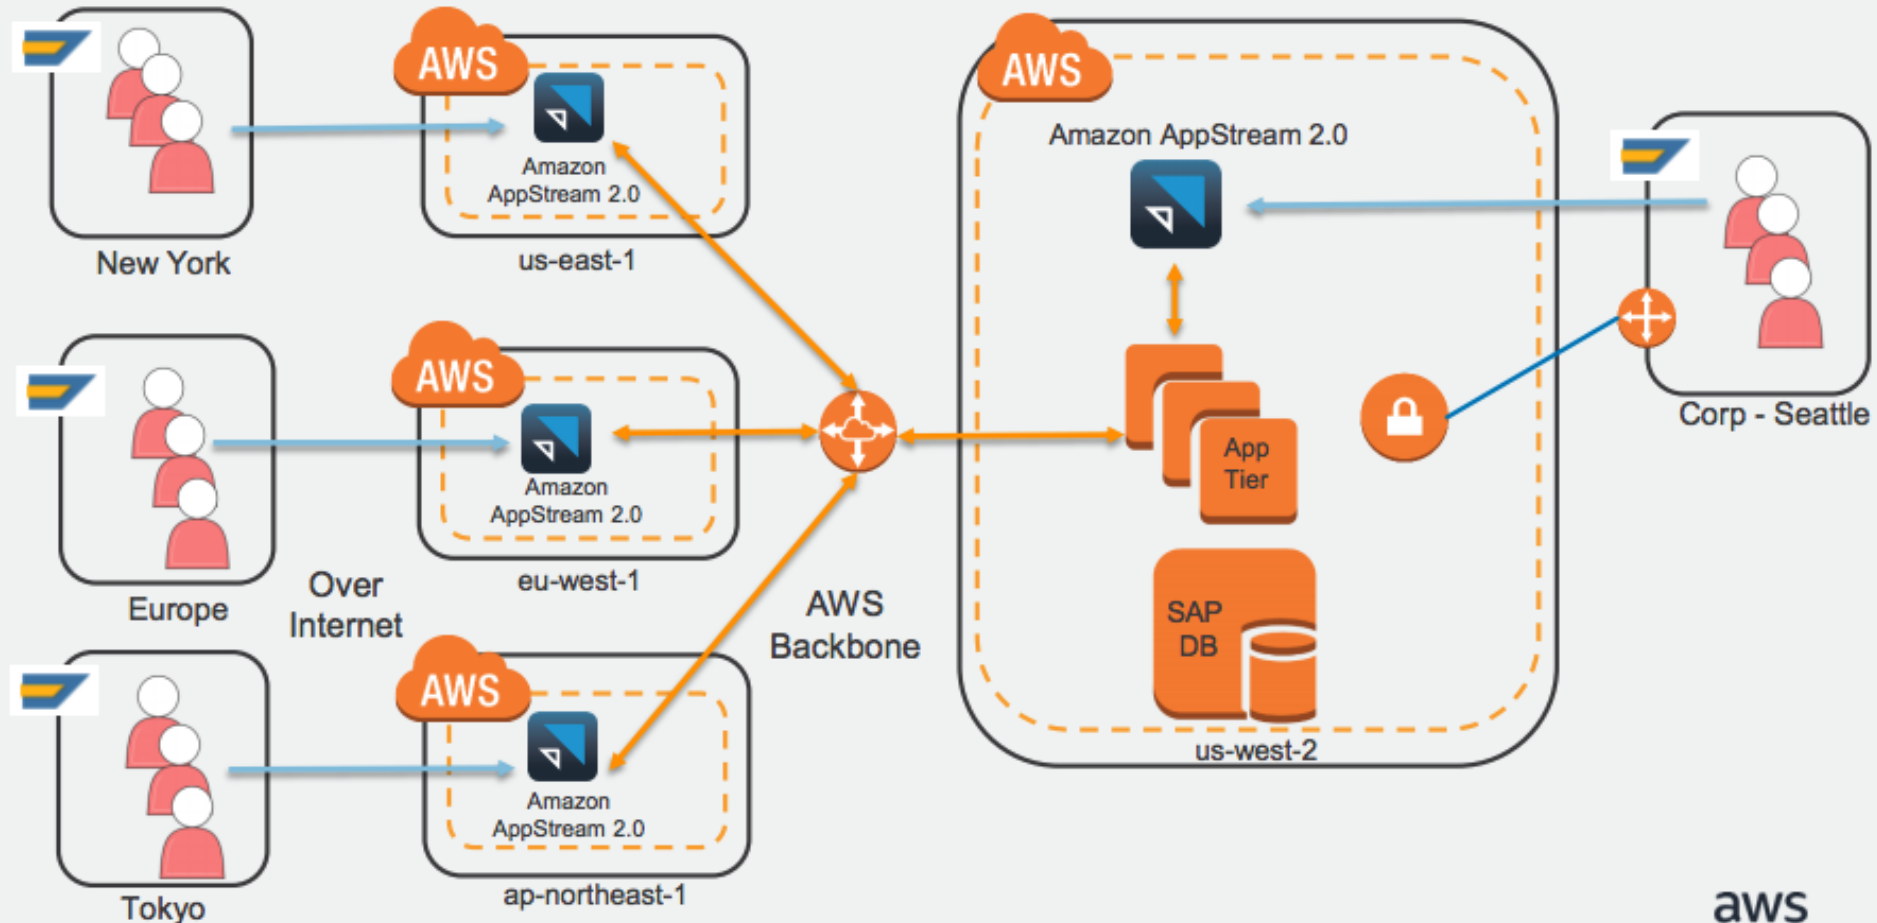 AWS
Amazon
AppStream 2.0
us-east-1
New York
AWS
Amazon
AppStream 2.0
eu-west-1
Europe
Over
Internet
AWS
Amazon
AppStream 2.0
ap-northeast-1
Tokyo
AWS
Backbone
AWS
Amazon AppStream 2.0
App
Tier
SAP
DB
us-west-2
Corp - Seattle
aws